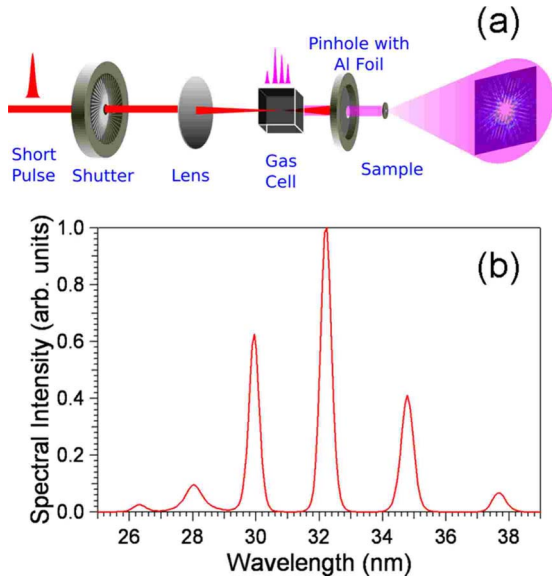 (a)
Pinhole with
Al Foil
Short
Pulse
Shutter
Lens
Gas
Cell
Sample
(b)
Spectral Intensity (arb. units)
1.0
0.8
0.6
0.4
0.2
0.0
26 28 30 32 34 36 38
Wavelength (nm)